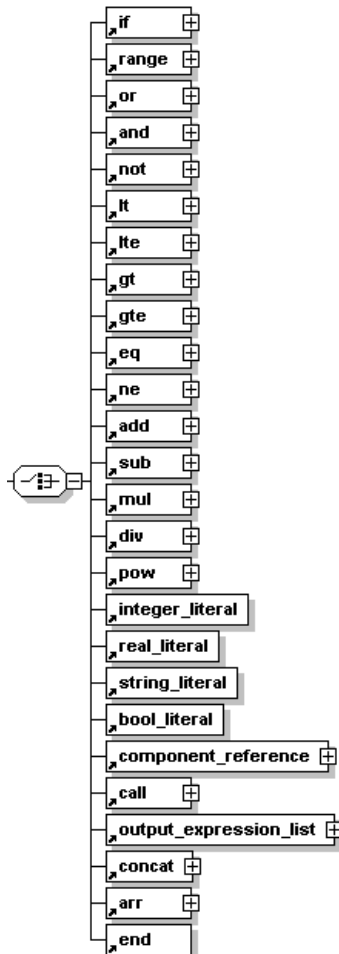 if
range
or
and
not
lt
lte
gt
gte
eq
ne
add
sub
mul
div
pow
integer_literal
real_literal
string_literal
bool_literal
component_reference
call
output_expression_list
concat
arr
end